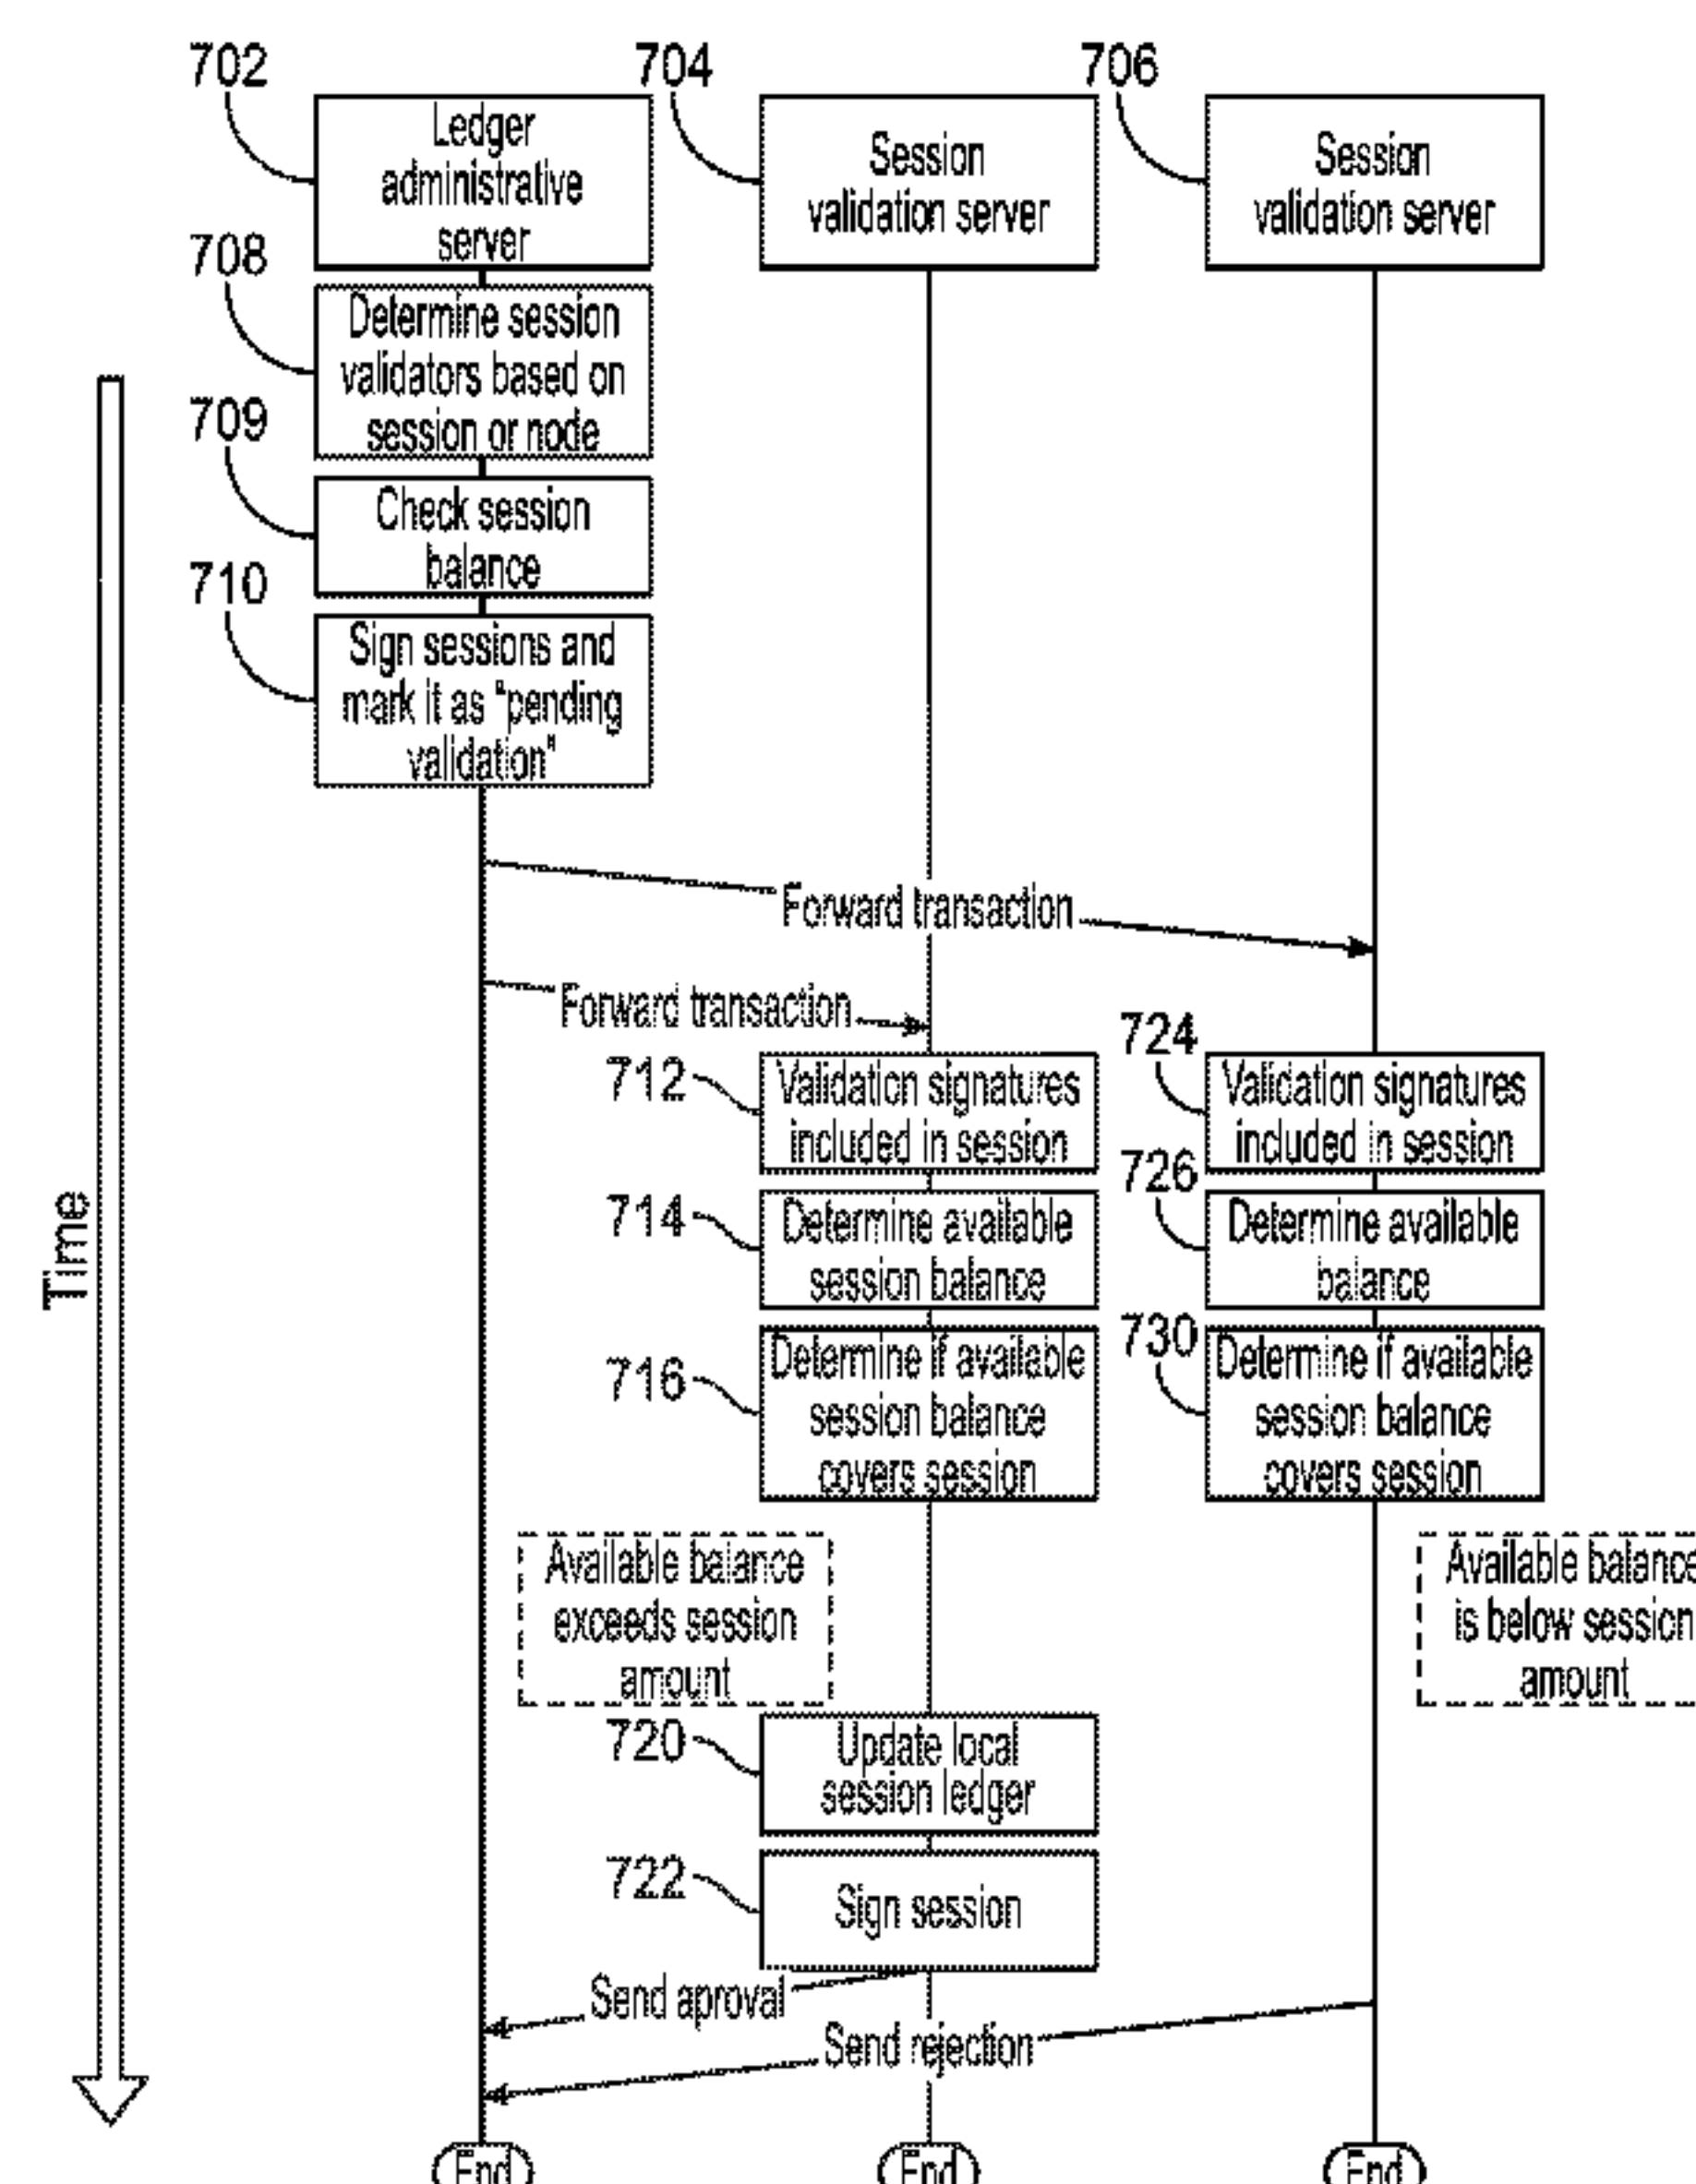 702
704
706
Ledger
administrative
server
Session
validation server
Session
validation server
708
Determine session
validators based on
session or node
709
Check session
balance
710
Sign sessions and
mark it as "pending
validation"
Forward transaction
Forward transaction
712
Validation signatures
included in session
724
Validation signatures
included in session
714
Determine available
session balance
726
Determine available
balance
716
Determine if available
session balance
covers session
730
Determine if available
session balance
covers session
Time
Available balance
exceeds session
amount
Available balance
is below session
amount
720
Update local
session ledger
722
Sign session
Send aproval
Send rejection
End
End
End